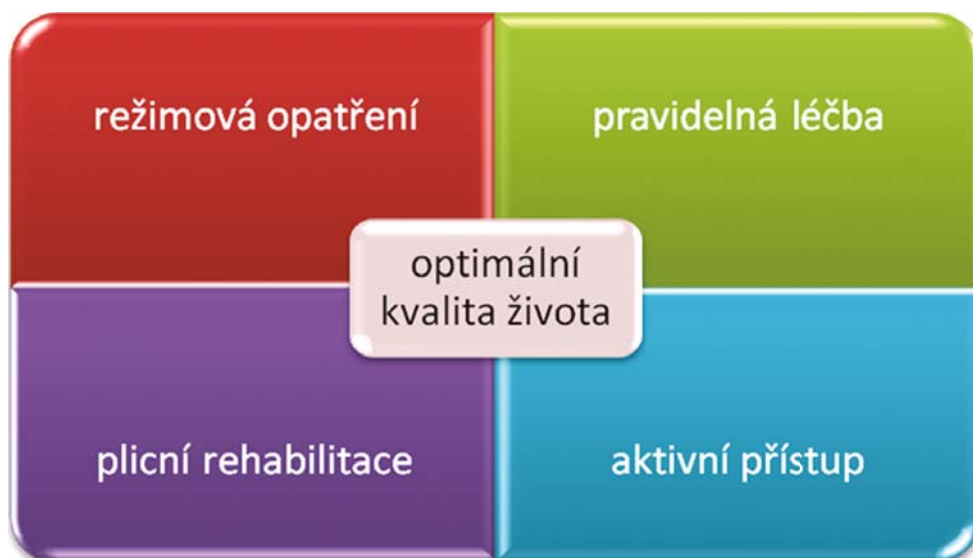 režimová opatření
pravidelná léčba
optimální
kvalita života
plicní rehabilitace
aktivní přístup